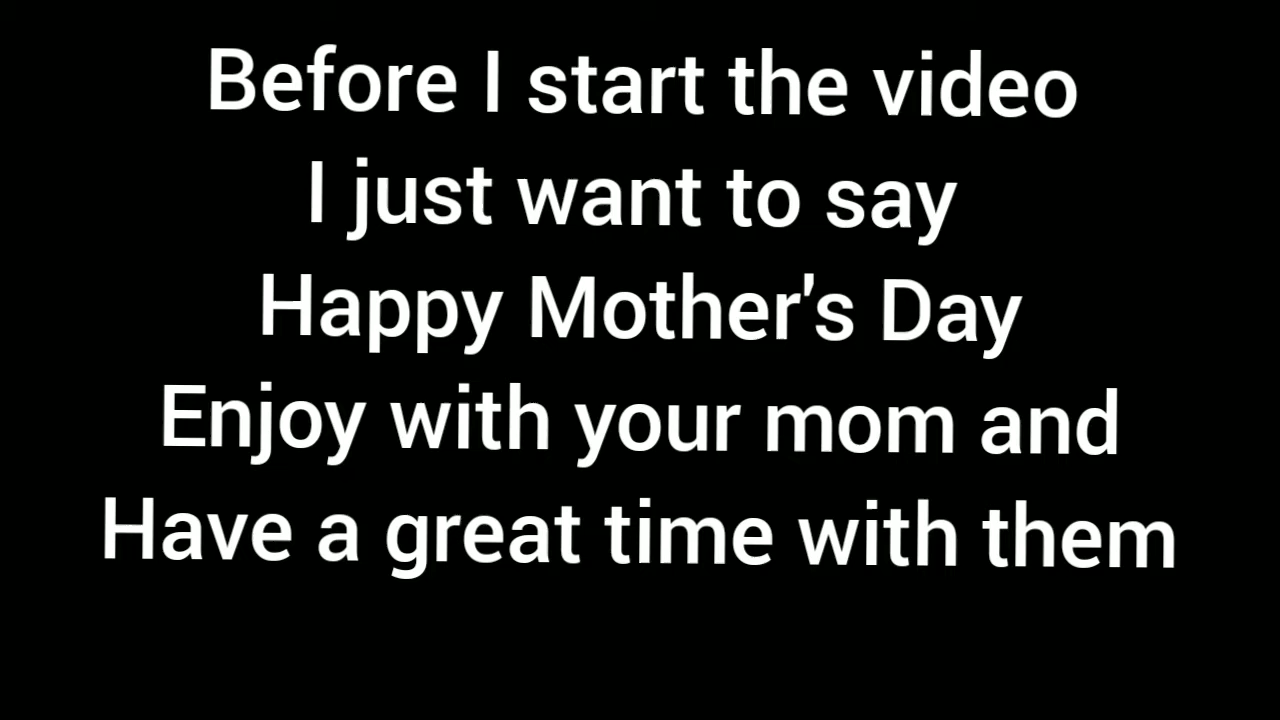 Before I start the video
I just want to say
Happy Mother's Day
Enjoy with your mom and
Have a great time with them